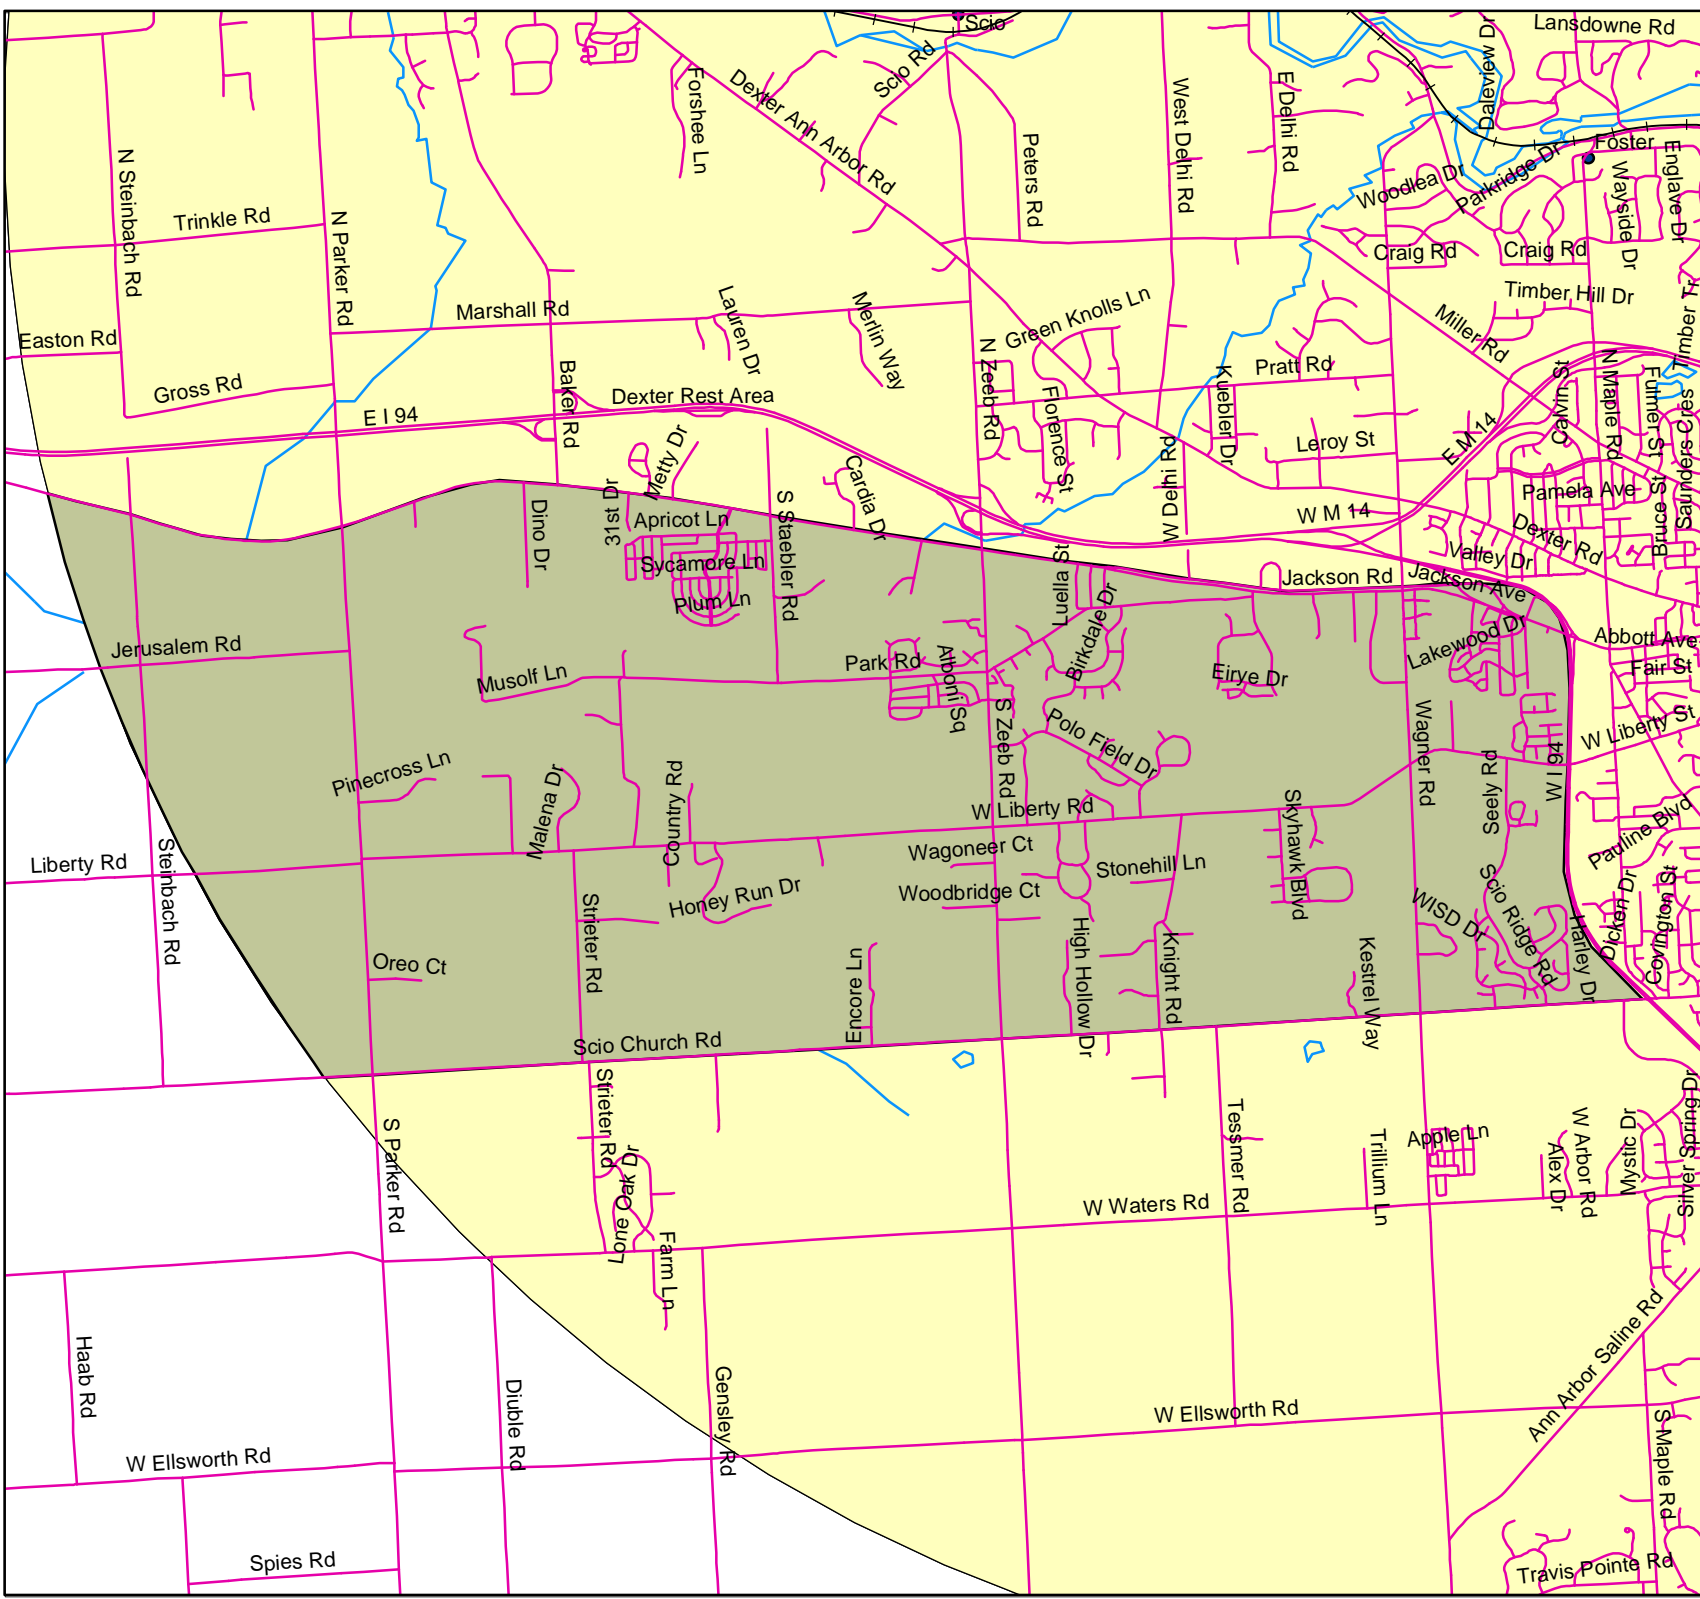 Scio
Lansdowne Rd
Daleview Dr
Scio Rd
Forshee Ln
Dexter Ann Arbor Rd
West Delhi Rd
E Delhi Rd
Peters Rd
Foster
Parkridge Dr
Woodlea Dr
Wayside Dr
Englave Dr
N Steinbach Rd
Trinkle Rd
N Parker Rd
Craig Rd
Craig Rd
Timber Hill Dr
Timber Trl
Marshall Rd
Lauren Dr
Merlin Way
Green Knolls Ln
Miller Rd
Easton Rd
Gross Rd
Baker Rd
Dexter Rest Area
E I 94
N Zeeb Rd
Florence St
Pratt Rd
Kuebler Dr
Calvin St
N Maple Rd
Fulmer St
Saunders Cres
Leroy St
E M 14
Metty Dr
Cardia Dr
W Delhi Rd
W M 14
Pamela Ave
Bruce St
Dexter Rd
Valley Dr
Dino Dr
31st Dr
Apricot Ln
Sycamore Ln
Plum Ln
S Staebler Rd
Luella St
Birkdale Dr
Jackson Rd
Jackson Ave
Lakewood Dr
Abbott Ave
Fair St
Jerusalem Rd
Musolf Ln
Park Rd
Alboni Sq
Eirye Dr
S Zeeb Rd
Polo Field Dr
Wagner Rd
W Liberty St
W I 94
Seely Rd
Pinecross Ln
Malena Dr
Country Rd
W Liberty Rd
Skyhawk Blvd
Pauline Blvd
Liberty Rd
Steinbach Rd
Wagoneer Ct
Woodbridge Ct
Stonehill Ln
Honey Run Dr
Strieter Rd
WISD Dr
Scio Ridge Rd
Harley Dr
Dicken Dr
Covington St
Oreo Ct
Encore Ln
High Hollow Dr
Knight Rd
Kestrel Way
Scio Church Rd
Strieter Rd
S Parker Rd
Lone Oak Dr
Farm Ln
Tessmer Rd
Trillium Ln
Apple Ln
Alex Dr
W Arbor Rd
Mystic Dr
W Waters Rd
Haab Rd
Diuble Rd
Gensley Rd
W Ellsworth Rd
Ann Arbor Saline Rd
S Maple Rd
W Ellsworth Rd
Spies Rd
Travis Pointe Rd